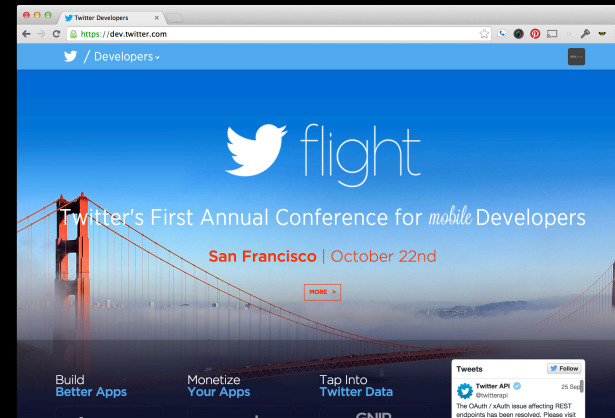 Twitter Developers
https://dev.twitter.com
/ Developers
flight
Twitter's First Annual Conference for mobile Developers
San Francisco | October 22nd
MORE >
Build
Better Apps
Monetize
Your Apps
Tap Into
Twitter Data
GNIP
Tweets
Follow
Twitter API
25 Sep
@twitterapi
The OAuth / xAuth issue affecting REST
endpoints has been resolved. Please visit